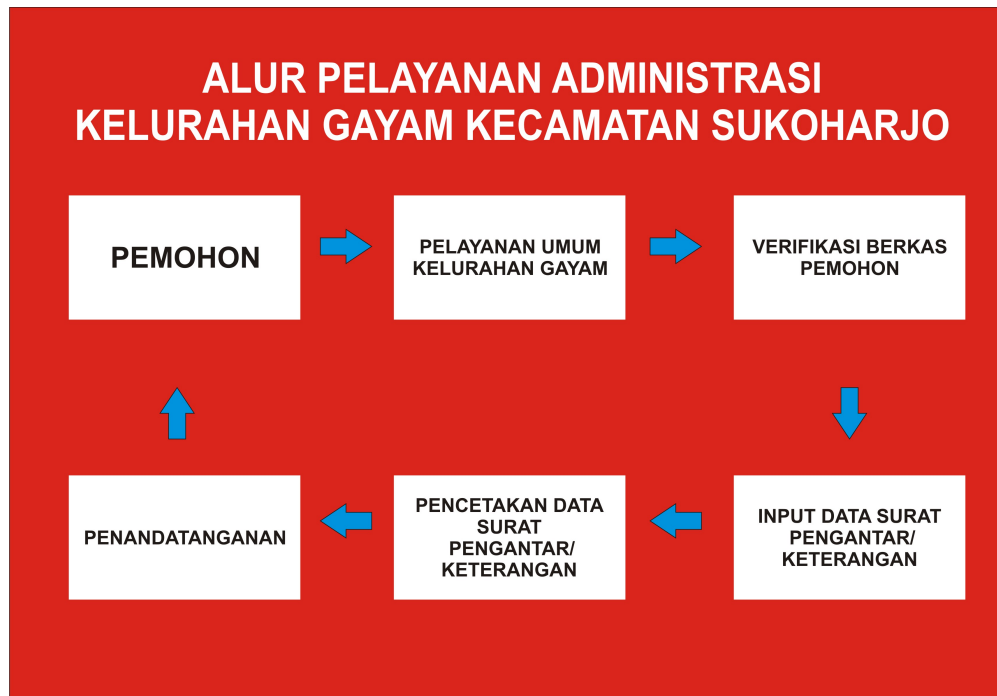 ALUR PELAYANAN ADMINISTRASI
KELURAHAN GAYAM KECAMATAN SUKOHARJO
PEMOHON
PELAYANAN UMUM
KELURAHAN GAYAM
VERIFIKASI BERKAS
PEMOHON
INPUT DATA SURAT
PENGANTAR/
KETERANGAN
PENCETAKAN DATA
SURAT
PENGANTAR/
KETERANGAN
PENANDATANGANAN